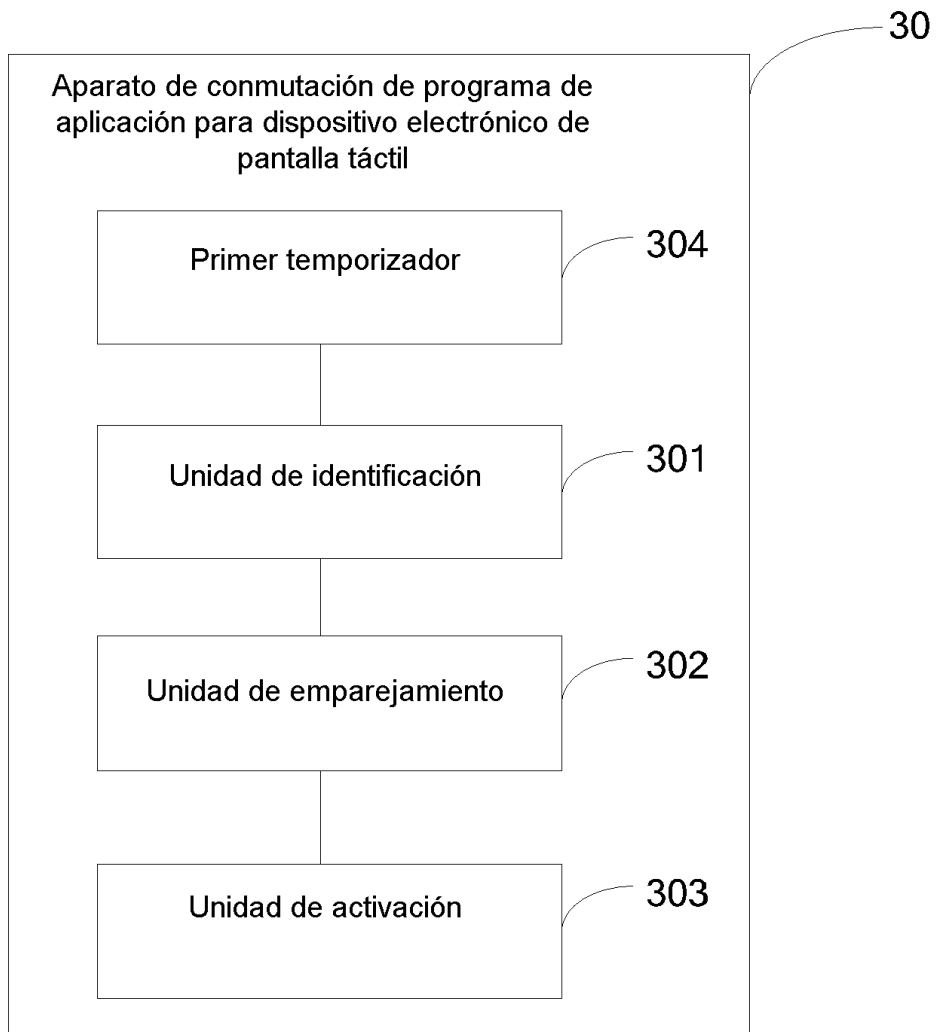 30
Aparato de conmutación de programa de
aplicación para dispositivo electrónico de
pantalla táctil
Primer temporizador
304
Unidad de identificación
301
Unidad de emparejamiento
302
Unidad de activación
303